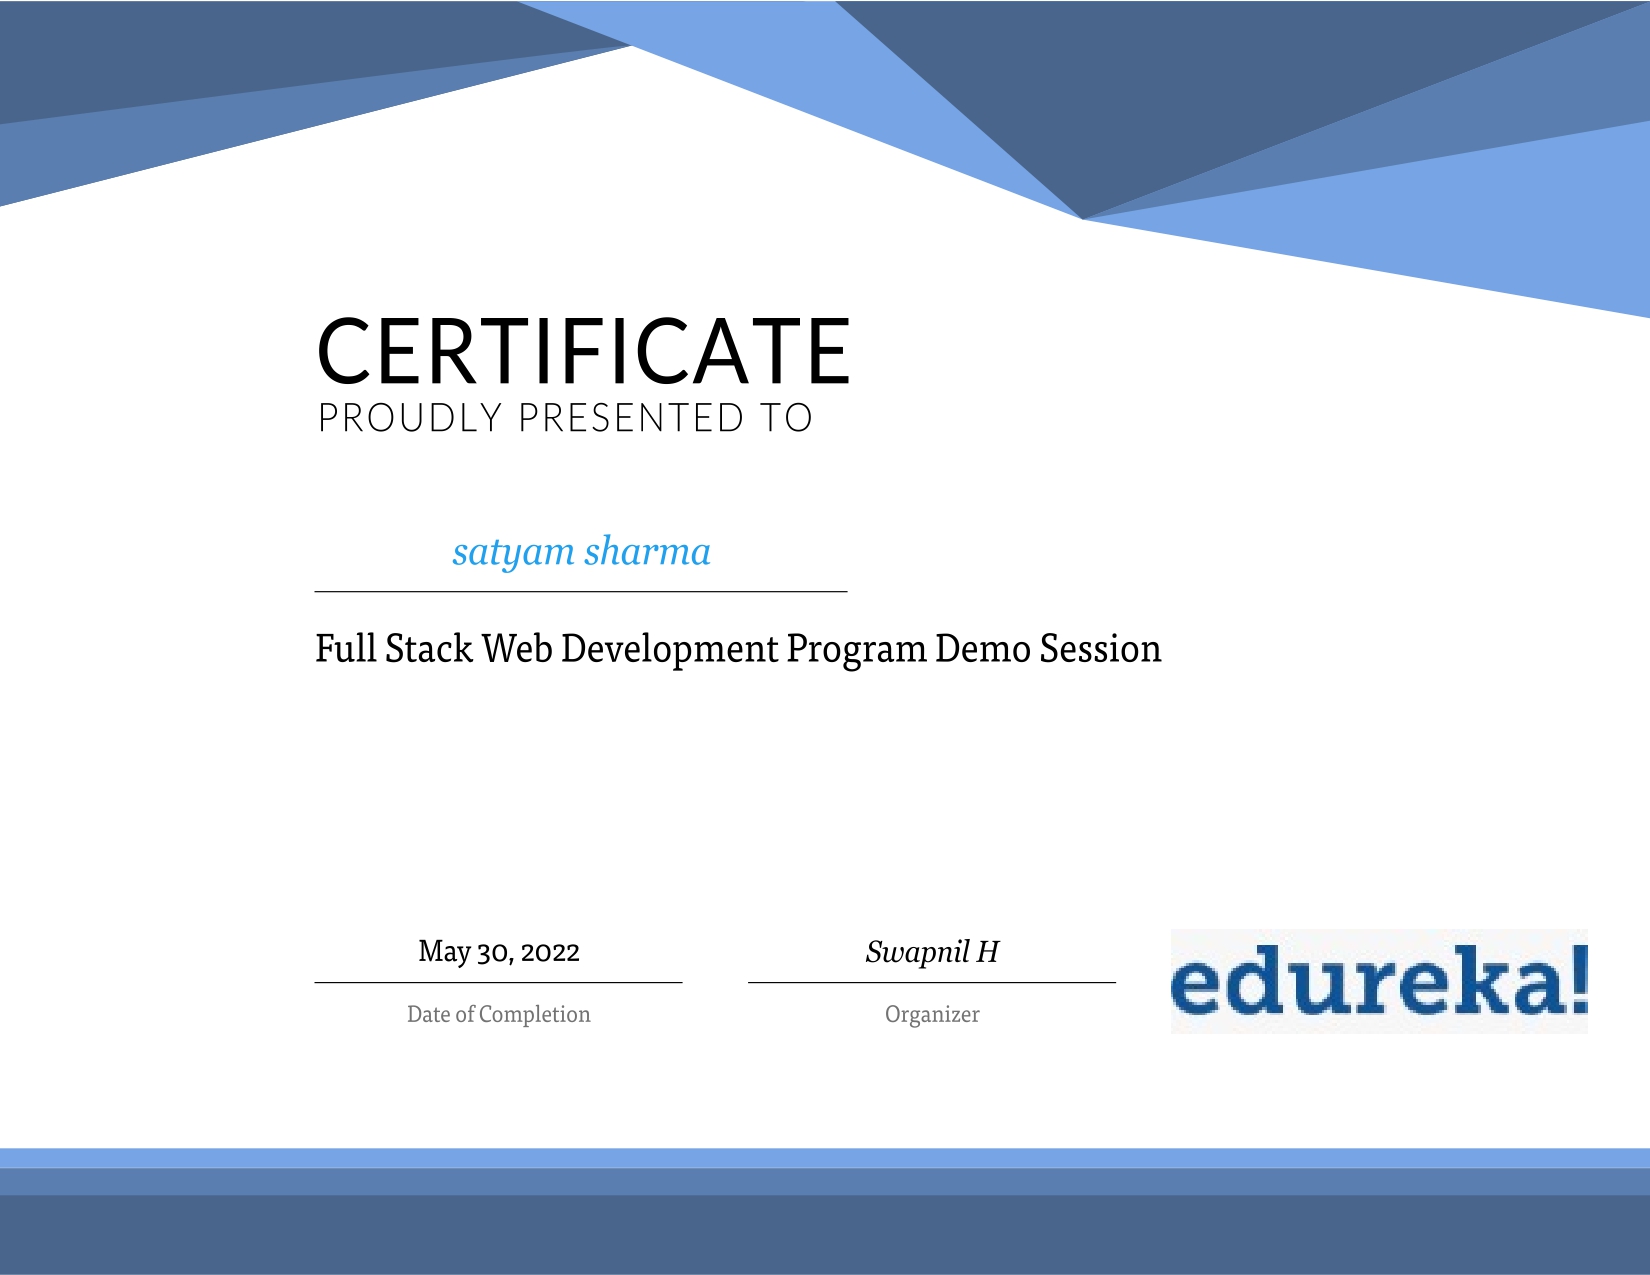 CERTIFICATE
PROUDLY PRESENTED TO
satyam sharma
Full Stack Web Development Program Demo Session
May 30, 2022
Date of Completion
Swapnil H
Organizer
edureka!